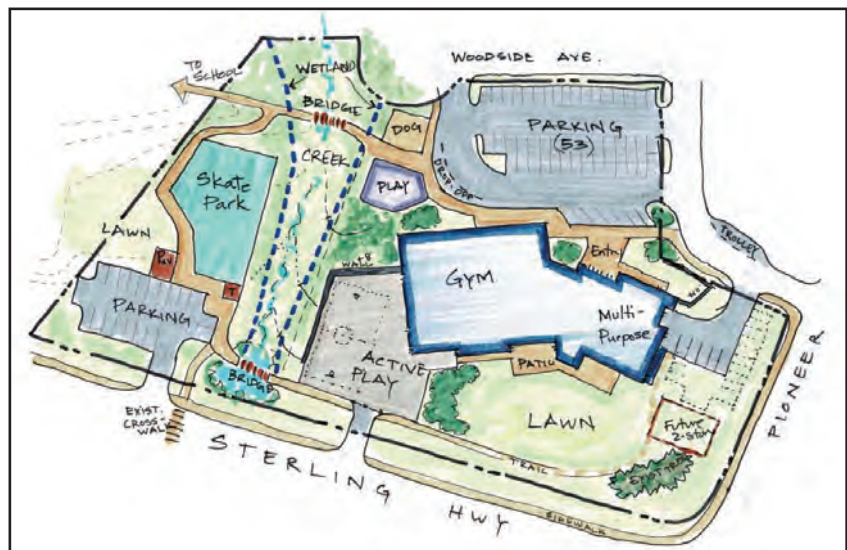 WOODSIDE AVE.
TO
SCHOOL
WETLAND
BRIDGE
DOG
PARKING
(53)
DROP-OFF
CREEK
Skate
Park
PLAY
LAWN
Pav
TROLLEY
WALL
Entry
GYM
T
PARKING
Multi-
Purpose
ACTIVE
PLAY
PATIO
BRIDGE
PIONEER
LAWN
Future
2-Story
EXIST.
CROSS-
WALK
TRAIL
STERLING
HWY
SIDEWALK